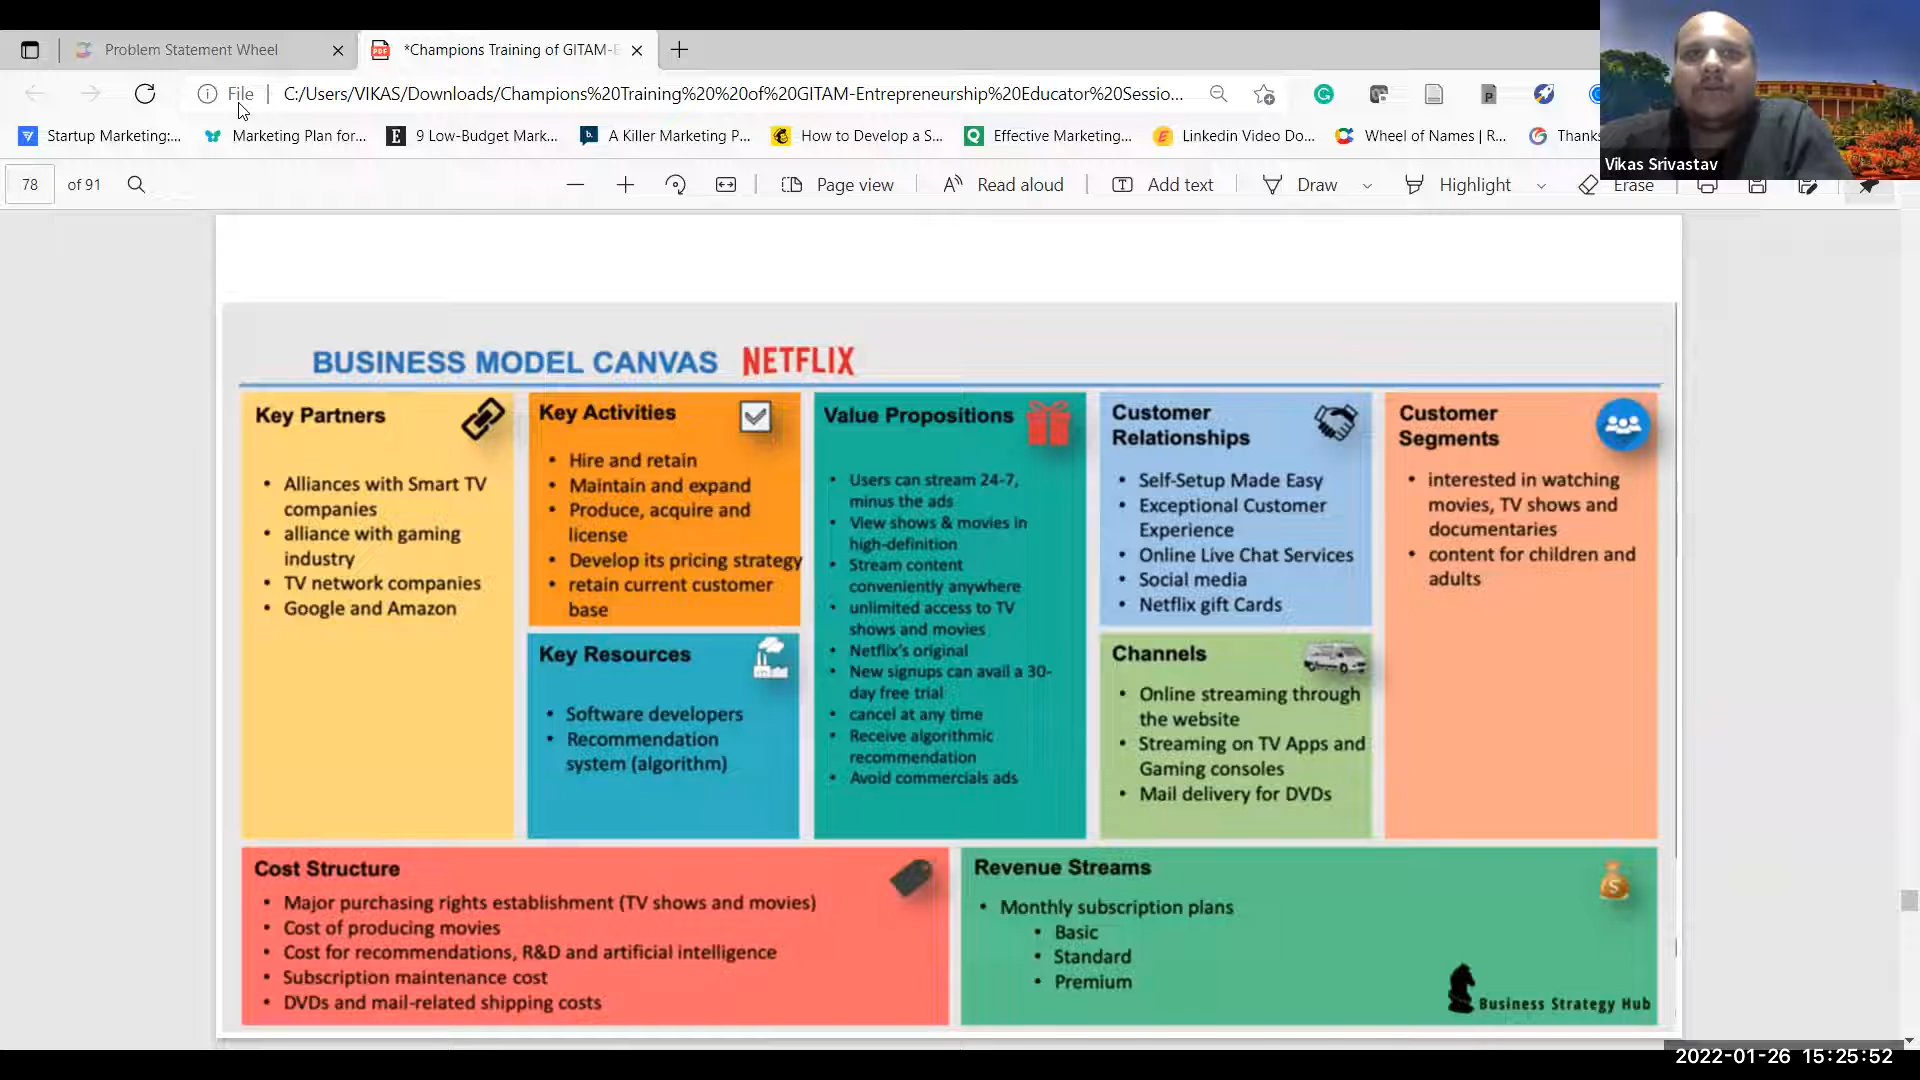 Problem Statement Wheel
*Champions Training of GITAM-E
File
C:/Users/VIKAS/Downloads/Champions%20Training%20%20of%20GITAM-Entrepreneurship%20Educator%20Sessio...
Startup Marketing:...
Marketing Plan for...
9 Low-Budget Mark...
A Killer Marketing P...
How to Develop a S...
Effective Marketing...
Linkedin Video Do...
Wheel of Names | R...
Thanks
Vikas Srivastav
78 of 91
Page view
Read aloud
Add text
Draw
Highlight
Erase
BUSINESS MODEL CANVAS NETFLIX
Key Partners
• Alliances with Smart TV
companies
• alliance with gaming
industry
• TV network companies
• Google and Amazon
Key Activities
• Hire and retain
• Maintain and expand
• Produce, acquire and
license
• Develop its pricing strategy
• retain current customer
base
Key Resources
• Software developers
• Recommendation
system (algorithm)
Value Propositions
• Users can stream 24-7,
minus the ads
• View shows & movies in
high-definition
• Stream content
conveniently anywhere
• unlimited access to TV
shows and movies
• Netflix's original
• New signups can avail a 30-
day free trial
• cancel at any time
• Receive algorithmic
recommendation
• Avoid commercials ads
Customer
Relationships
• Self-Setup Made Easy
• Exceptional Customer
Experience
• Online Live Chat Services
• Social media
• Netflix gift Cards
Channels
• Online streaming through
the website
• Streaming on TV Apps and
Gaming consoles
• Mail delivery for DVDs
Customer
Segments
• interested in watching
movies, TV shows and
documentaries
• content for children and
adults
Cost Structure
• Major purchasing rights establishment (TV shows and movies)
• Cost of producing movies
• Cost for recommendations, R&D and artificial intelligence
• Subscription maintenance cost
• DVDs and mail-related shipping costs
Revenue Streams
• Monthly subscription plans
• Basic
• Standard
• Premium
Business Strategy Hub
2022-01-26 15:25:52